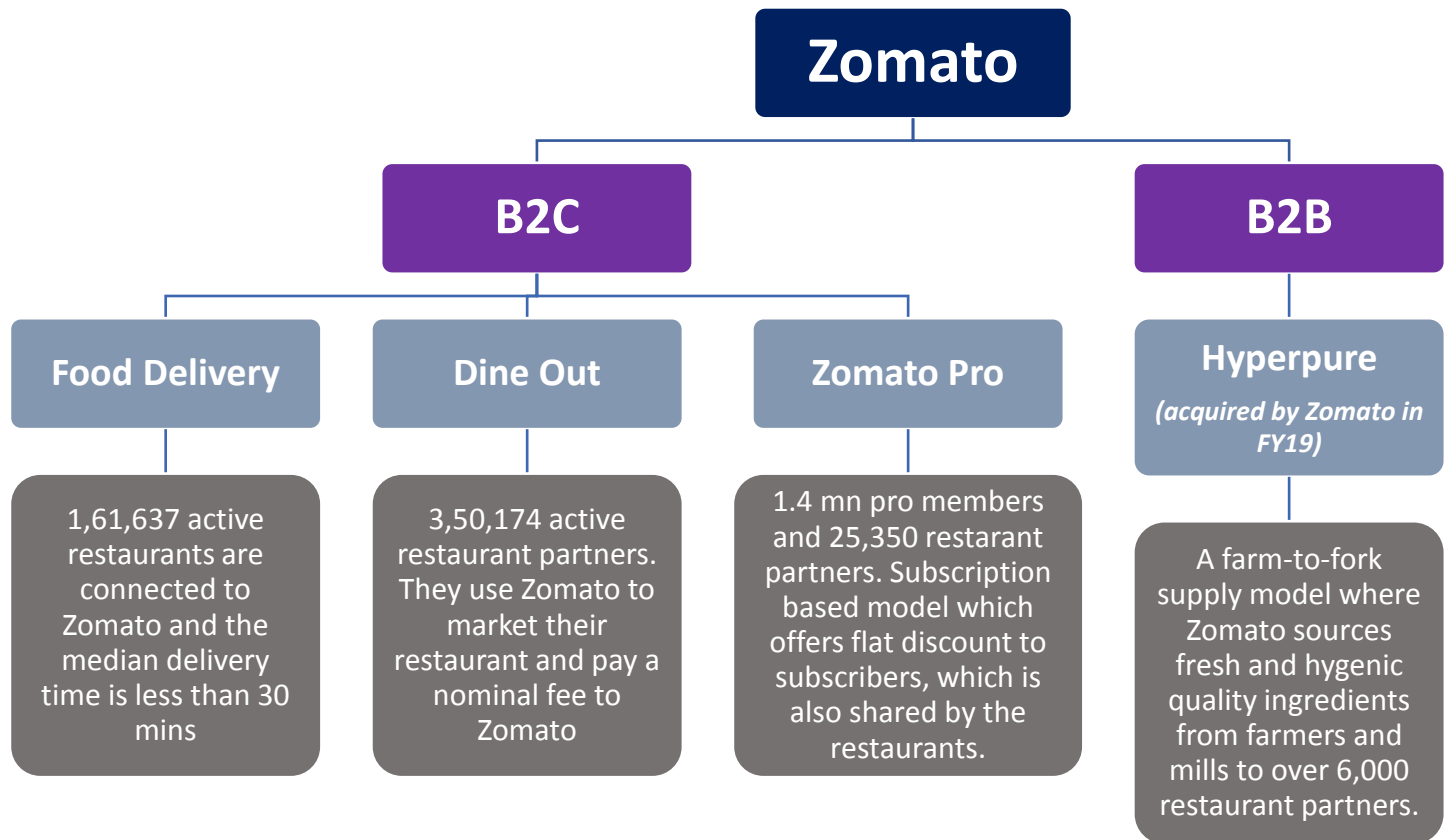 Zomato
B2C
B2B
Food Delivery
Dine Out
Zomato Pro
Hyperpure
(acquired by Zomato in
FY19)
1,61,637 active
restaurants are
connected to
Zomato and the
median delivery
time is less than 30
mins
3,50,174 active
restaurant partners.
They use Zomato to
market their
restaurant and pay a
nominal fee to
Zomato
1.4 mn pro members
and 25,350 restarant
partners. Subscription
based model which
offers flat discount to
subscribers, which is
also shared by the
restaurants.
A farm-to-fork
supply model where
Zomato sources
fresh and hygenic
quality ingredients
from farmers and
mills to over 6,000
restaurant partners.